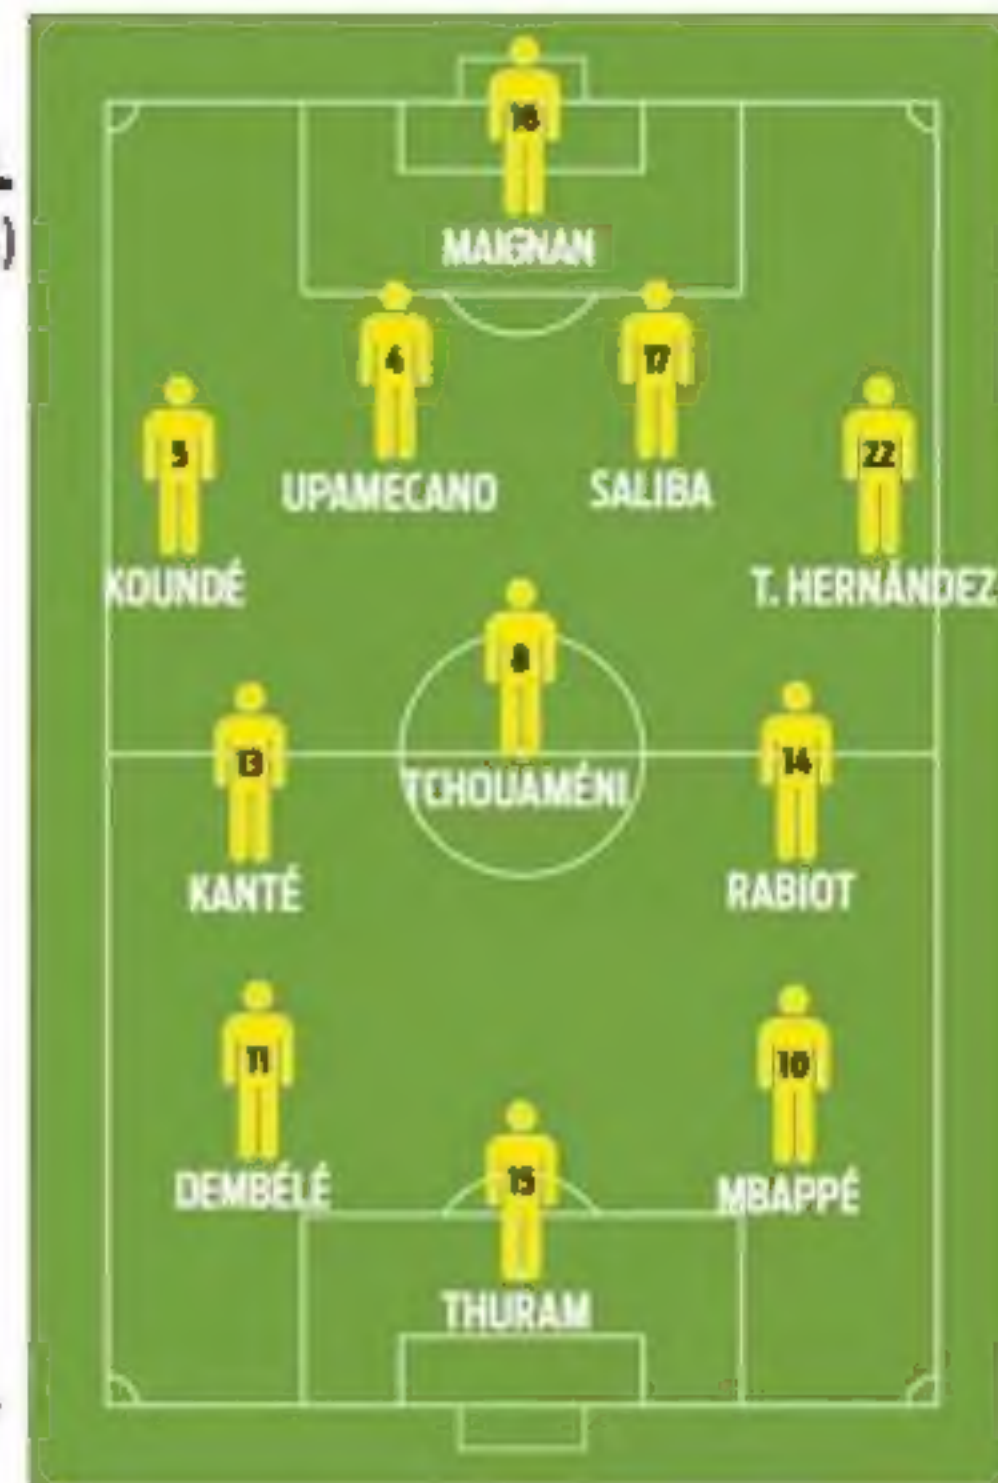 16
MAIGNAN
4
17
UPAMECANO
SALIBA
5
22
KOUNDÉ
T. HERNÁNDEZ
8
TCHOUAMÉNI
13
14
KANTÉ
RABIOT
11
10
DEMBÉLÉ
MBAPPÉ
15
THURAM